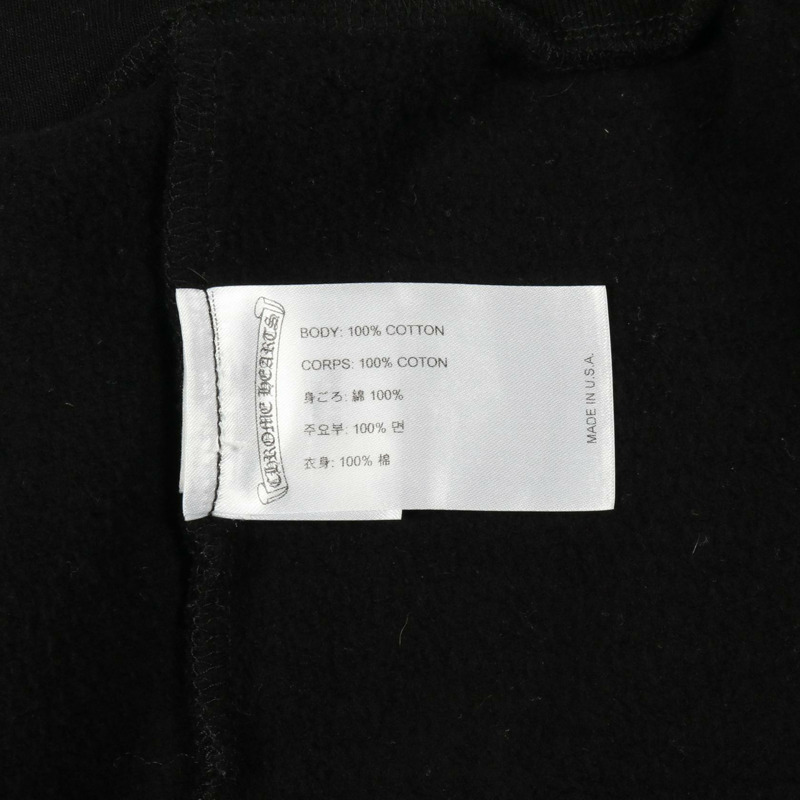 CHROME HEARTS
BODY: 100% COTTON
CORPS: 100% COTON
身ごろ: 綿 100%
주요부: 100% 면
衣身: 100% 棉
MADE IN U.S.A.